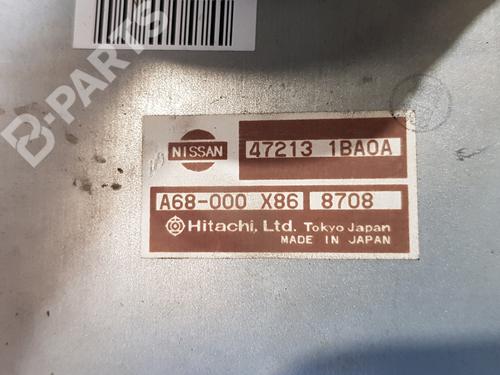 B-PARTS
NISSAN 47213 1BA0A
A68-000 X86 8708
Hitachi, Ltd. Tokyo Japan
MADE IN JAPAN